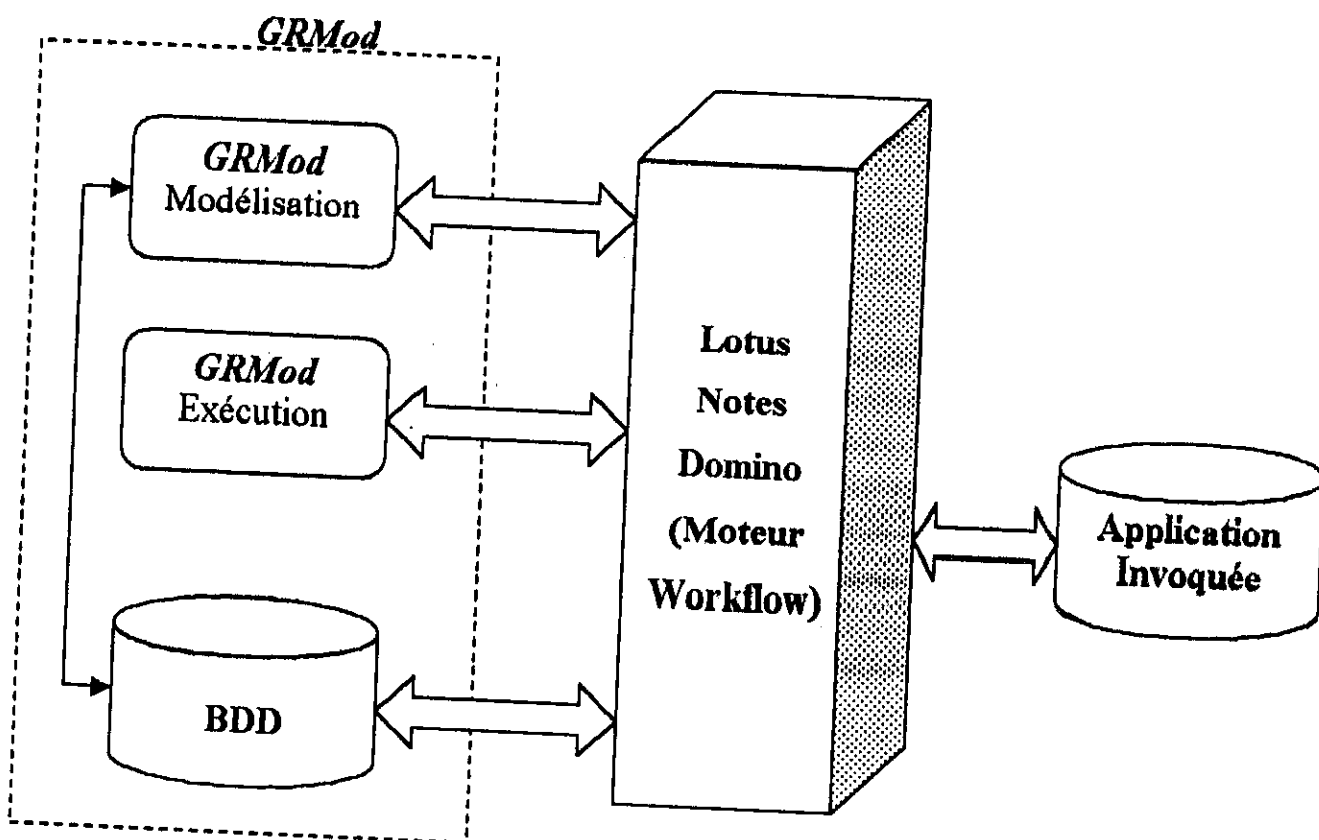 GRMod
GRMod
Modélisation
GRMod
Exécution
BDD
Lotus
Notes
Domino
(Moteur
Workflow)
Application
Invoquée